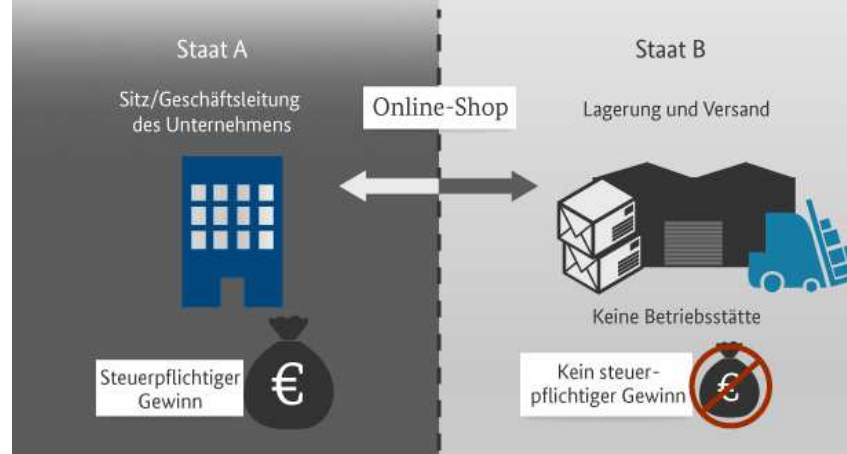 Staat A
Sitz/Geschäftsleitung
des Unternehmens
Steuerpflichtiger
Gewinn
€
Online-Shop
Staat B
Lagerung und Versand
Keine Betriebsstätte
Kein steuer-
pflichtiger Gewinn
€